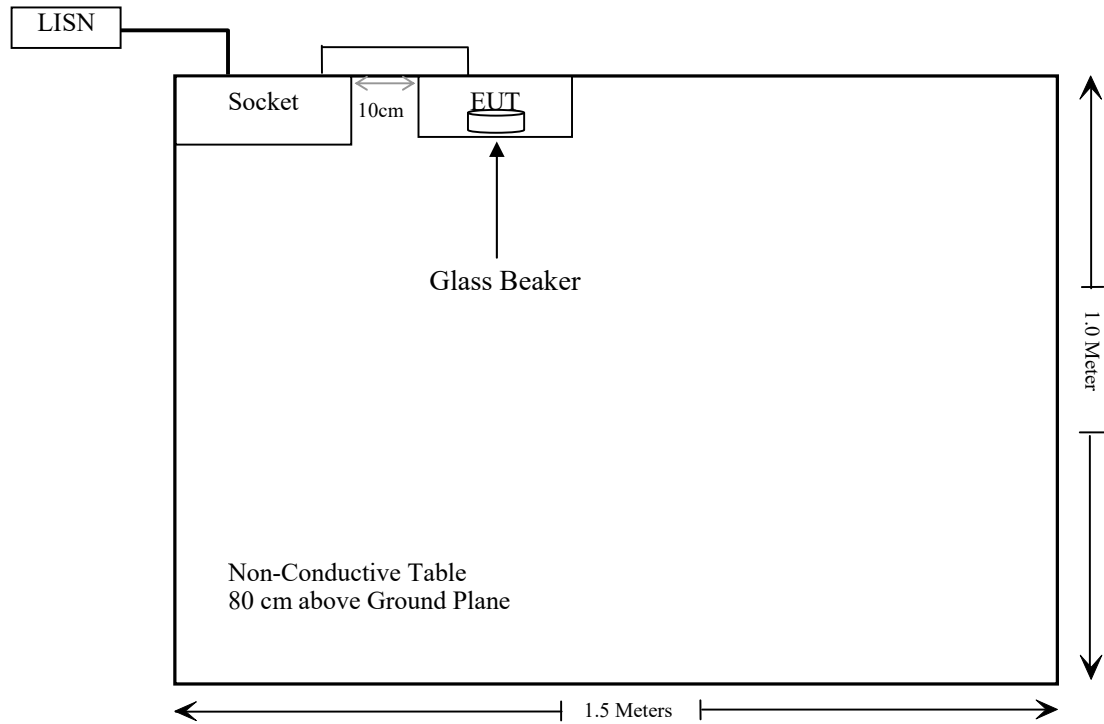 LISN
Socket
10cm
EUT
Glass Beaker
1.0 Meter
Non-Conductive Table
80 cm above Ground Plane
1.5 Meters